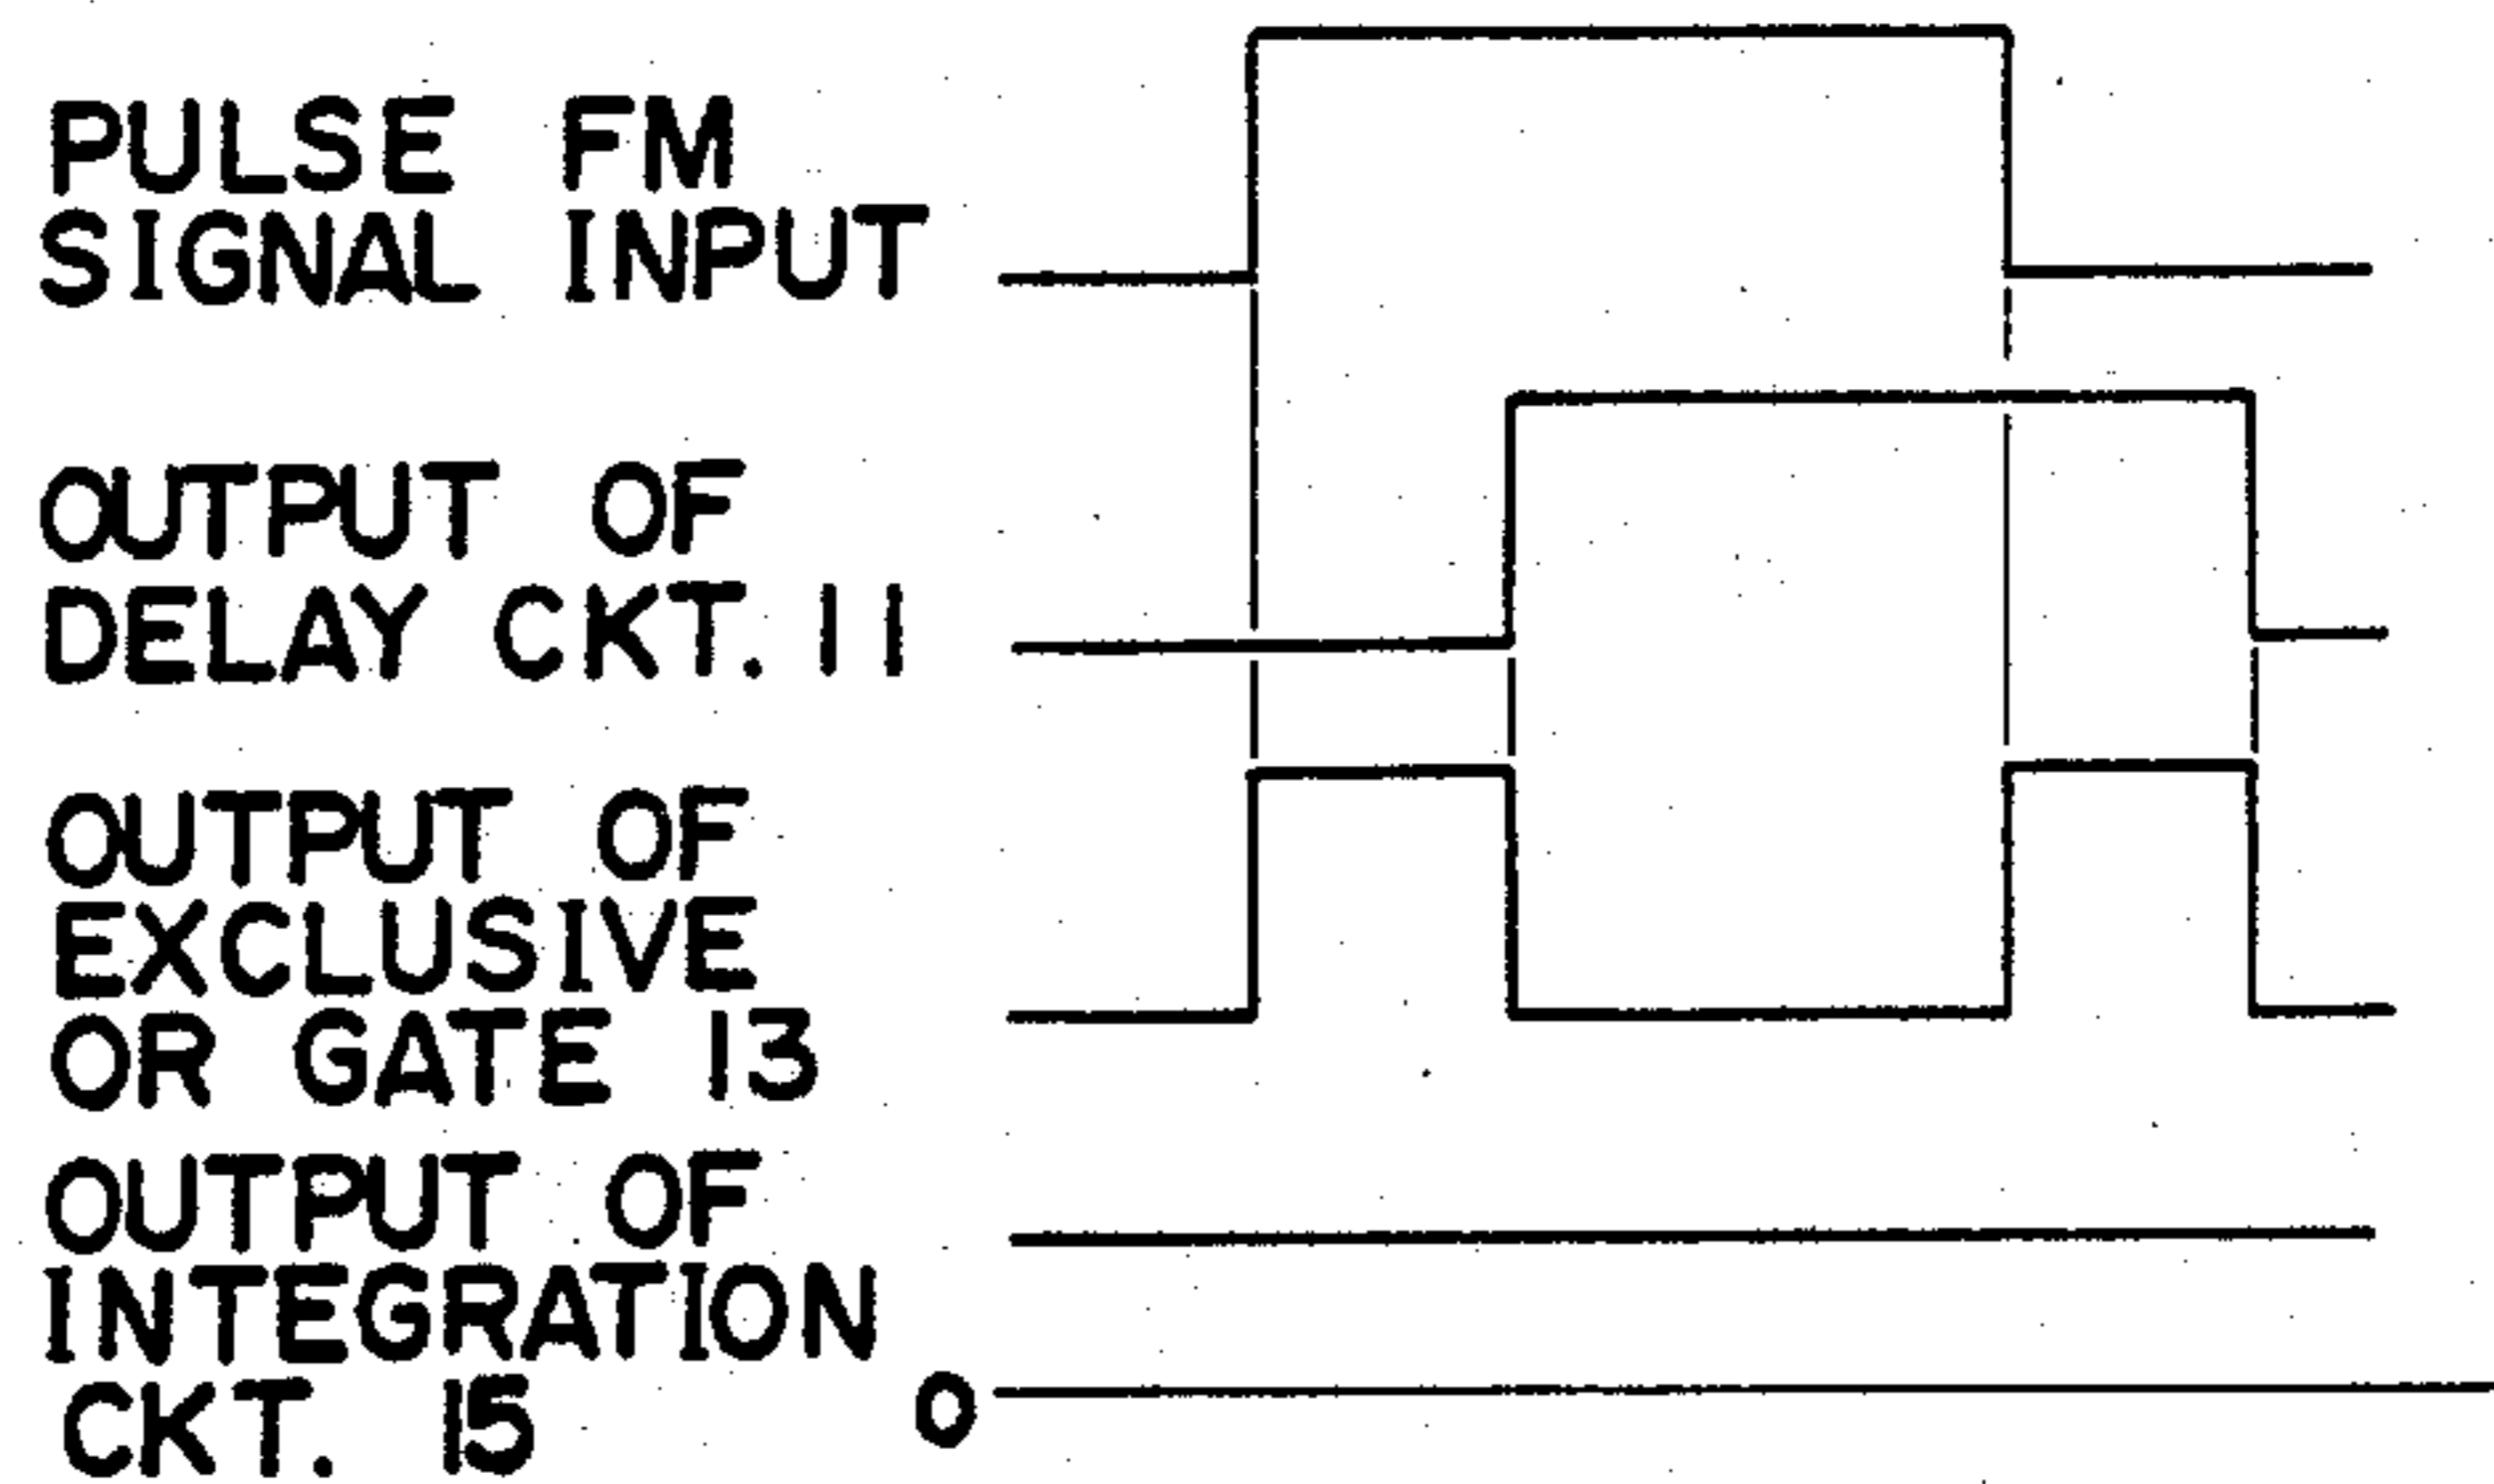 PULSE FM
SIGNAL INPUT
OUTPUT OF
DELAY CKT. 11
OUTPUT OF
EXCLUSIVE
OR GATE 13
OUTPUT OF
INTEGRATION
CKT. 15
0